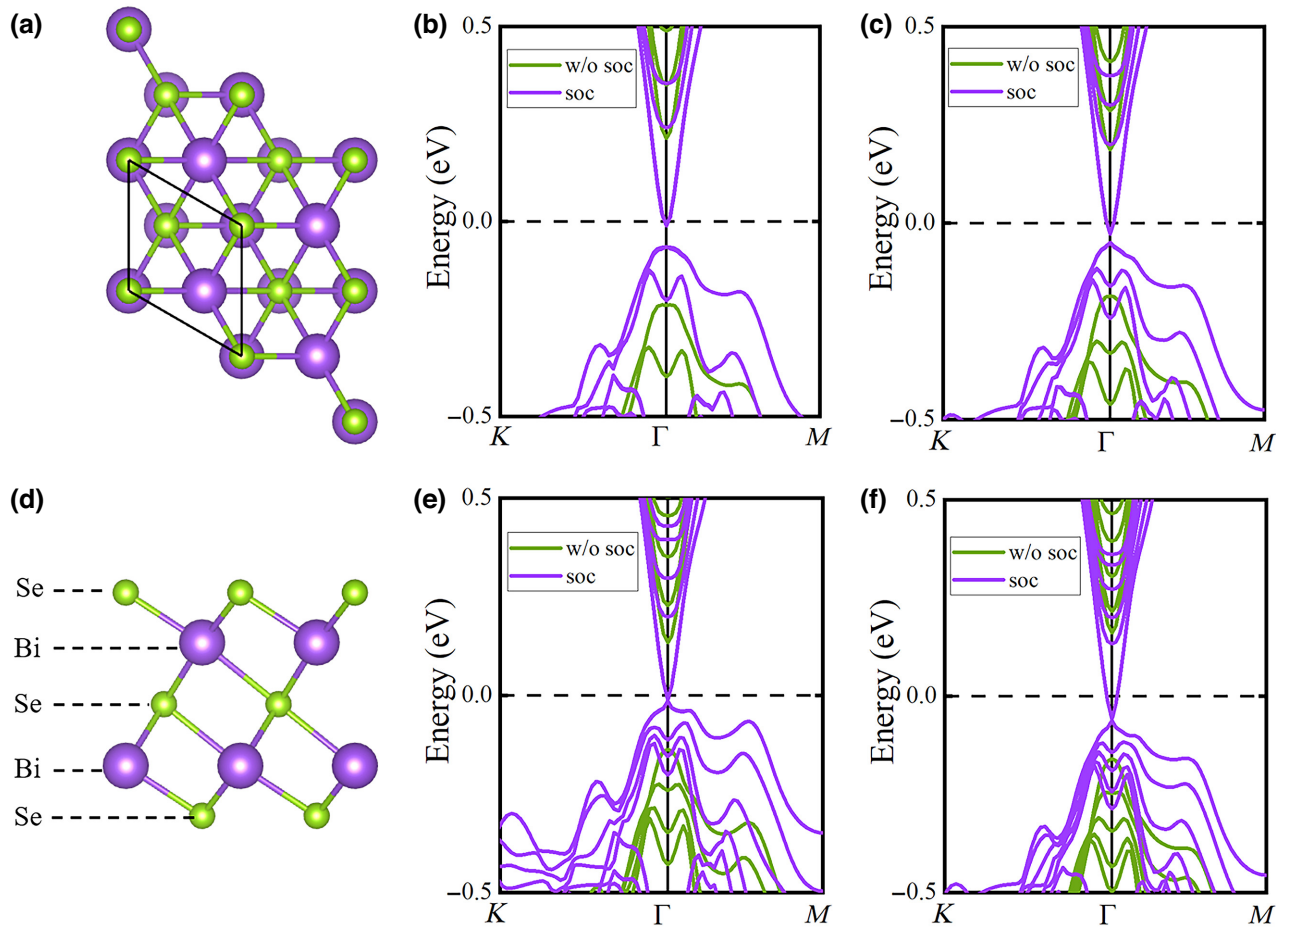 (a)
(b)
0.5
w/o soc
soc
Energy (eV)
0.0
−0.5
K
Γ
M
(c)
0.5
w/o soc
soc
Energy (eV)
0.0
−0.5
K
Γ
M
(d)
Se
Bi
Se
Bi
Se
(e)
0.5
w/o soc
soc
Energy (eV)
0.0
−0.5
K
Γ
M
(f)
0.5
w/o soc
soc
Energy (eV)
0.0
−0.5
K
Γ
M